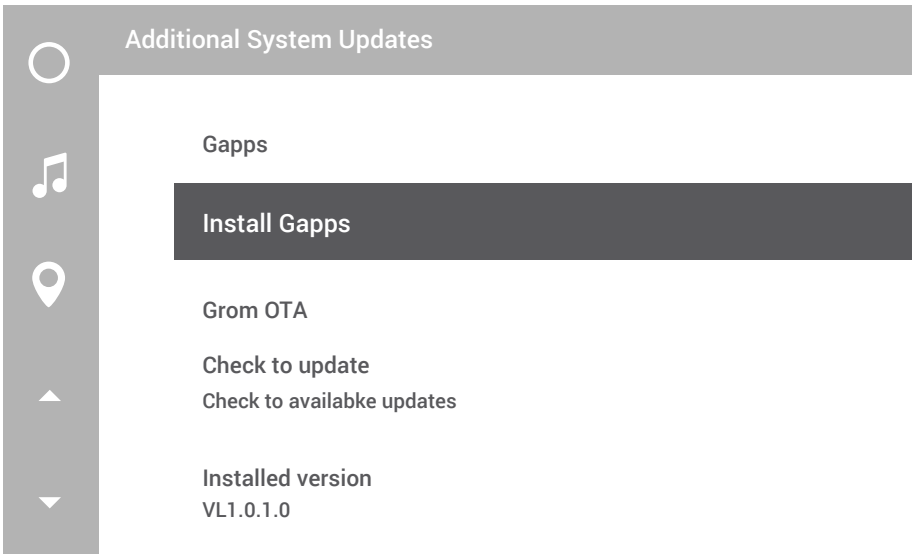 Additional System Updates
Gapps
Install Gapps
Grom OTA
Check to update
Check to availabke updates
Installed version
VL1.0.1.0